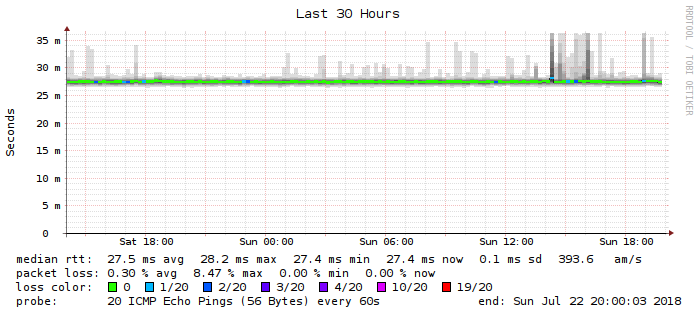 Last 30 Hours
RRDTOOL / TOBI OETIKER
Seconds
35 m
30 m
25 m
20 m
15 m
10 m
5 m
0
Sat 18:00 Sun 00:00 Sun 06:00 Sun 12:00 Sun 18:00
median rtt: 27.5 ms avg 28.2 ms max 27.4 ms min 27.4 ms now 0.1 ms sd 393.6 am/s
packet loss: 0.30 % avg 8.47 % max 0.00 % min 0.00 % now
loss color: 0 1/20 2/20 3/20 4/20 10/20 19/20
probe: 20 ICMP Echo Pings (56 Bytes) every 60s end: Sun Jul 22 20:00:03 2018